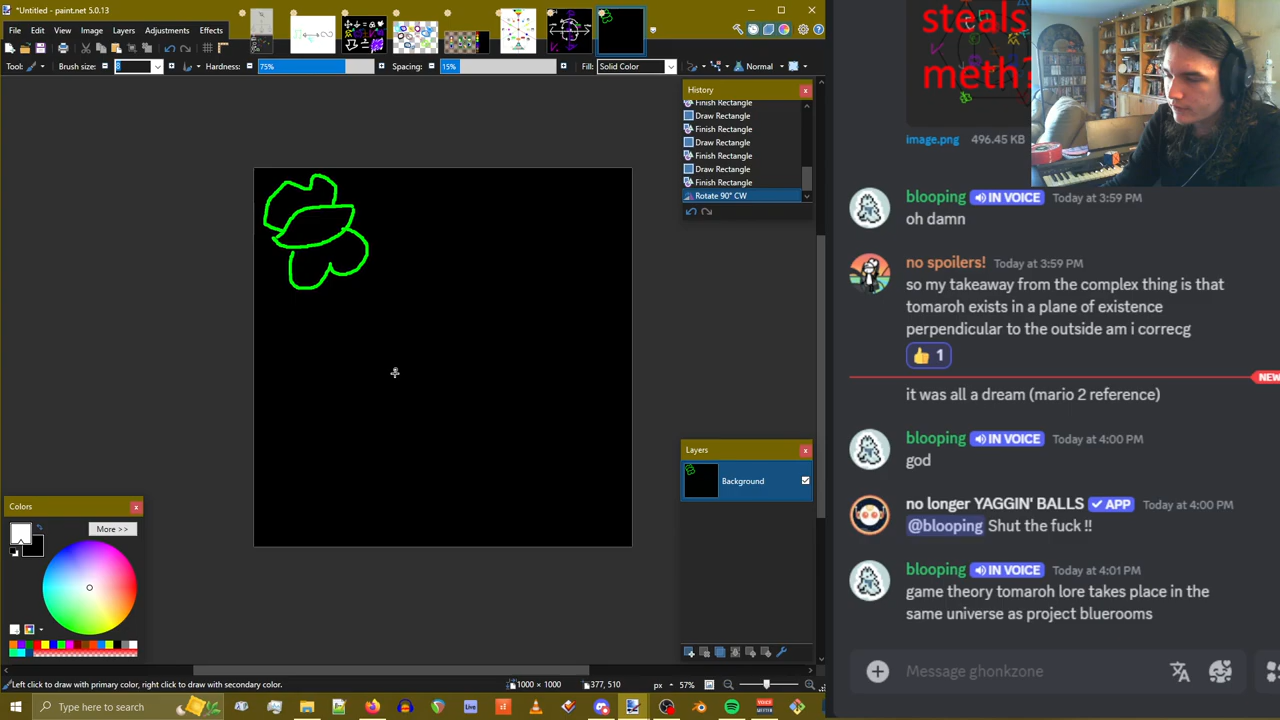 *Untitled - paint.net 5.0.13
File Edit View Image Layers Adjustments Effects
Tool: Brush size: 8 Hardness: 75% Spacing: 15% Fill: Solid Color Normal
History
Finish Rectangle
Draw Rectangle
Finish Rectangle
Draw Rectangle
Finish Rectangle
Draw Rectangle
Finish Rectangle
Rotate 90° CW
Layers
Background
Colors
More >>
Left click to draw with primary color, right click to draw with secondary color.
1000 × 1000
377, 510
px
57%
Type here to search
Live
steals
meth?
image.png 496.45 KB
blooping IN VOICE Today at 3:59 PM
oh damn
no spoilers! Today at 3:59 PM
so my takeaway from the complex thing is that
tomaroh exists in a plane of existence
perpendicular to the outside am i correcg
👍 1
NEW
it was all a dream (mario 2 reference)
blooping IN VOICE Today at 4:00 PM
god
no longer YAGGIN' BALLS ✓ APP Today at 4:00 PM
@blooping Shut the fuck !!
blooping IN VOICE Today at 4:01 PM
game theory tomaroh lore takes place in the
same universe as project bluerooms
Message ghonkzone